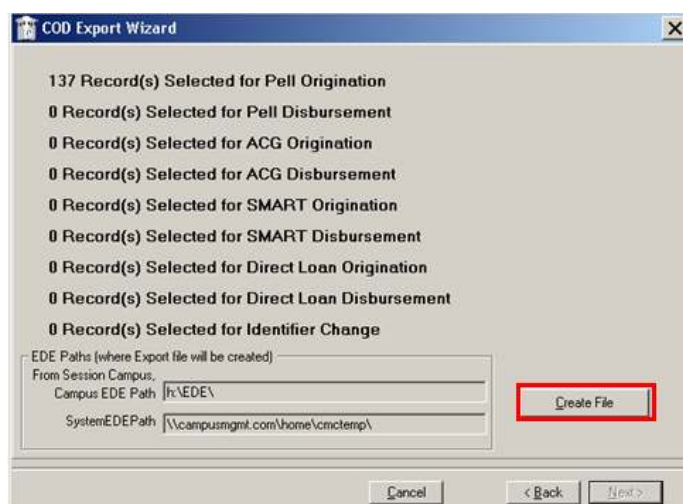 COD Export Wizard
137 Record(s) Selected for Pell Origination
0 Record(s) Selected for Pell Disbursement
0 Record(s) Selected for ACG Origination
0 Record(s) Selected for ACG Disbursement
0 Record(s) Selected for SMART Origination
0 Record(s) Selected for SMART Disbursement
0 Record(s) Selected for Direct Loan Origination
0 Record(s) Selected for Direct Loan Disbursement
0 Record(s) Selected for Identifier Change
EDE Paths (where Export file will be created)
From Session Campus,
Campus EDE Path h:\EDE\
SystemEDEPath \\campusmgmt.com\home\cmctemp\
Create File
Cancel < Back Next >